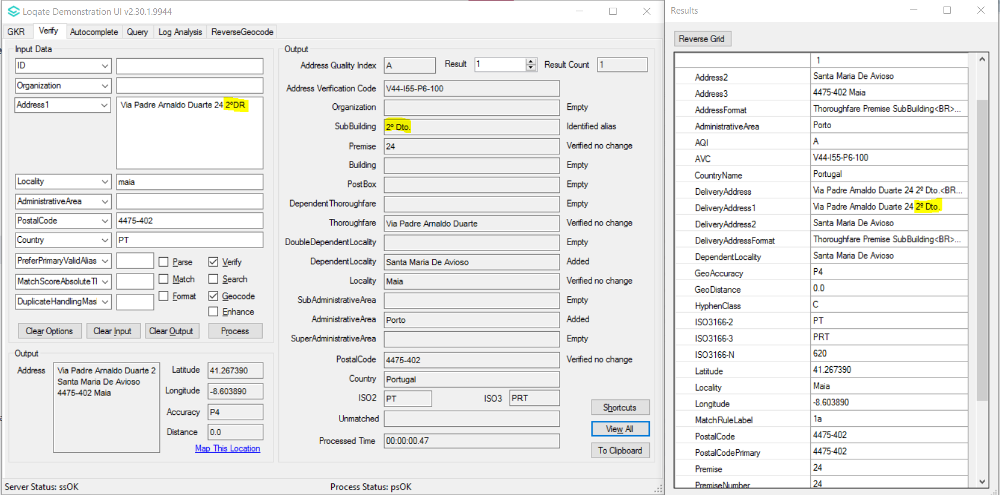 Loqate Demonstration UI v2.30.1.9944
GKR Verify Autocomplete Query Log Analysis ReverseGeocode
Input Data
ID
Organization
Address1 Via Padre Arnaldo Duarte 24 2ºDR
Locality maia
AdministrativeArea
PostalCode 4475-402
Country PT
PreferPrimaryValidAlias Parse Verify
MatchScoreAbsoluteTl Match Search
DuplicateHandlingMasl Format Geocode
Enhance
Clear Options Clear Input Clear Output Process
Output
Address Via Padre Arnaldo Duarte 2
Santa Maria De Avioso
4475-402 Maia
Latitude 41.267390
Longitude -8.603890
Accuracy P4
Distance 0.0
Map This Location
Output
Address Quality Index A Result 1 Result Count 1
Address Verification Code V44-I55-P6-100
Organization Empty
SubBuilding 2º Dto. Identified alias
Premise 24 Verified no change
Building Empty
PostBox Empty
DependentThoroughfare Empty
Thoroughfare Via Padre Arnaldo Duarte Verified no change
DoubleDependentLocality Empty
DependentLocality Santa Maria De Avioso Added
Locality Maia Verified no change
SubAdministrativeArea Empty
AdministrativeArea Porto Added
SuperAdministrativeArea Empty
PostalCode 4475-402 Verified no change
Country Portugal
ISO2 PT ISO3 PRT
Unmatched
Processed Time 00:00:00.47
Shortcuts
View All
To Clipboard
Server Status: ssOK Process Status: psOK
Results
Reverse Grid
1
Address2 Santa Maria De Avioso
Address3 4475-402 Maia
AddressFormat Thoroughfare Premise SubBuilding<BR>...
AdministrativeArea Porto
AQI A
AVC V44-I55-P6-100
CountryName Portugal
DeliveryAddress Via Padre Arnaldo Duarte 24 2º Dto.<BR...
DeliveryAddress1 Via Padre Arnaldo Duarte 24 2º Dto.
DeliveryAddress2 Santa Maria De Avioso
DeliveryAddressFormat Thoroughfare Premise SubBuilding<BR>...
DependentLocality Santa Maria De Avioso
GeoAccuracy P4
GeoDistance 0.0
HyphenClass C
ISO3166-2 PT
ISO3166-3 PRT
ISO3166-N 620
Latitude 41.267390
Locality Maia
Longitude -8.603890
MatchRuleLabel 1a
PostalCode 4475-402
PostalCodePrimary 4475-402
Premise 24
PremiseNumber 24